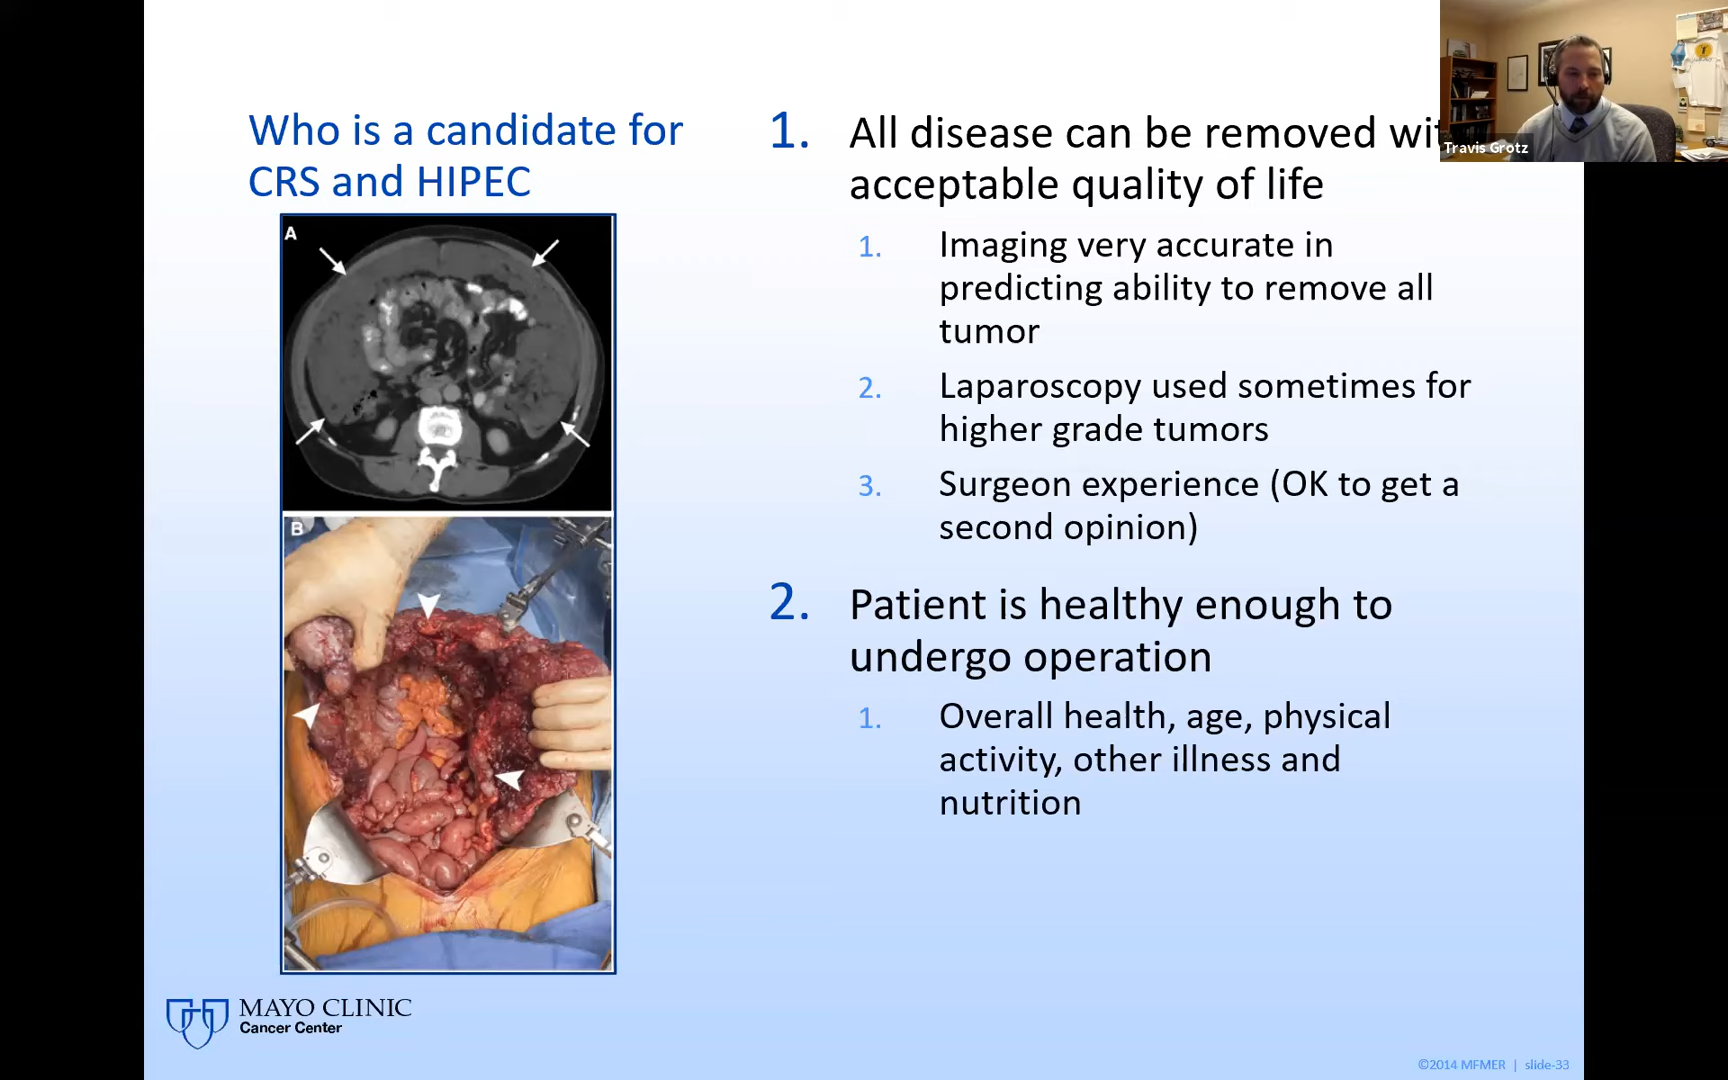 Who is a candidate for
CRS and HIPEC
A
B
1. All disease can be removed
acceptable quality of life
1. Imaging very accurate in
predicting ability to remove all
tumor
2. Laparoscopy used sometimes for
higher grade tumors
3. Surgeon experience (OK to get a
second opinion)
2. Patient is healthy enough to
undergo operation
1. Overall health, age, physical
activity, other illness and
nutrition
Travis Grotz
MAYO CLINIC
Cancer Center
©2014 MFMER | slide-33